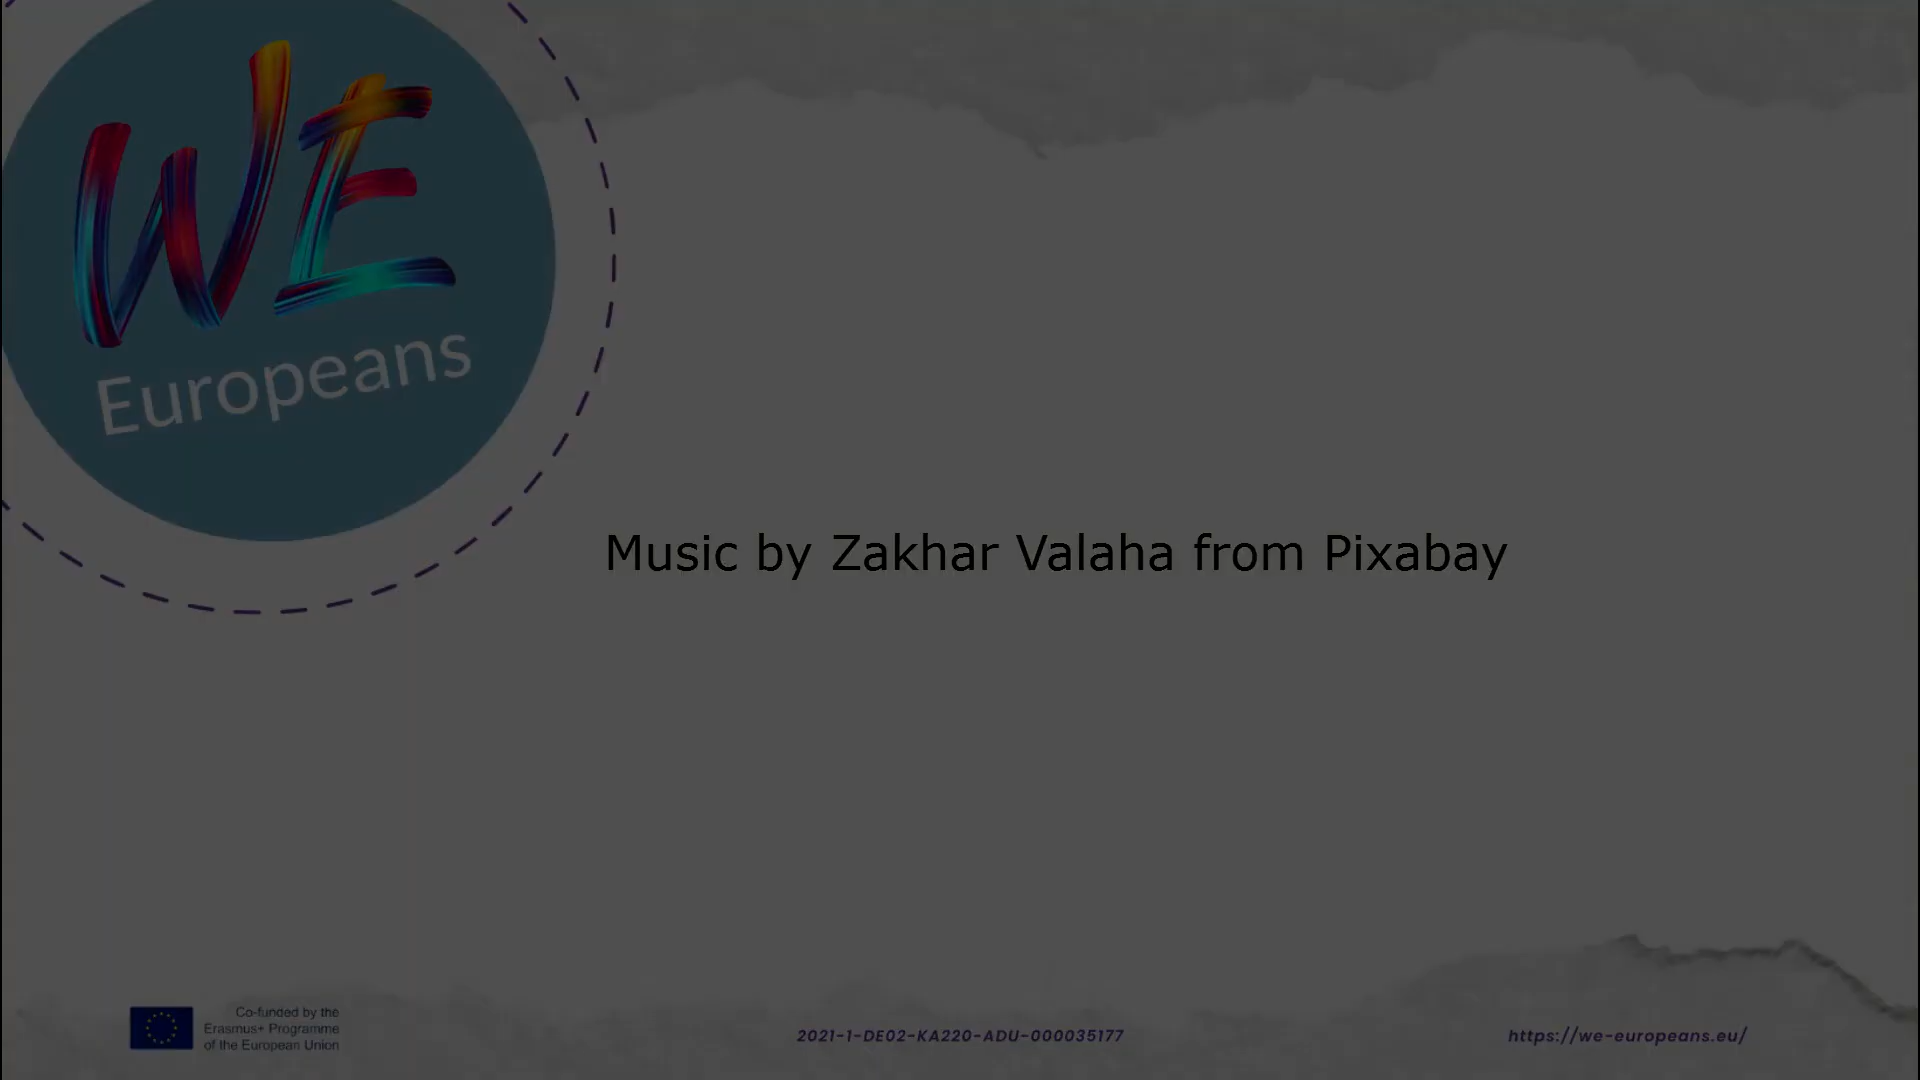 WE
Europeans
Music by Zakhar Valaha from Pixabay
Co-funded by the
Erasmus+ Programme
of the European Union
2021-1-DE02-KA220-ADU-000035177
https://we-europeans.eu/